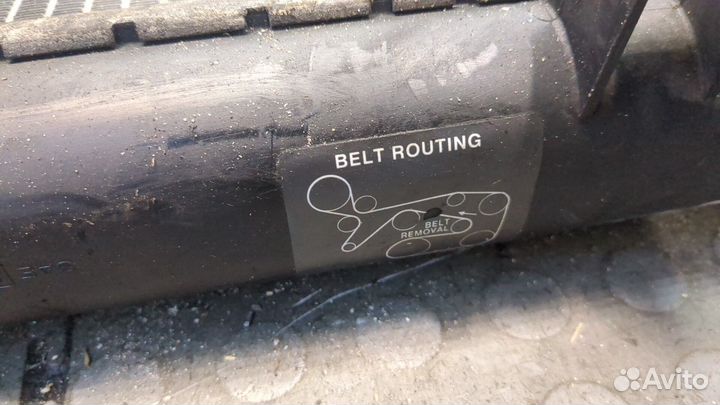 BELT ROUTING
BELT
REMOVAL
Avito